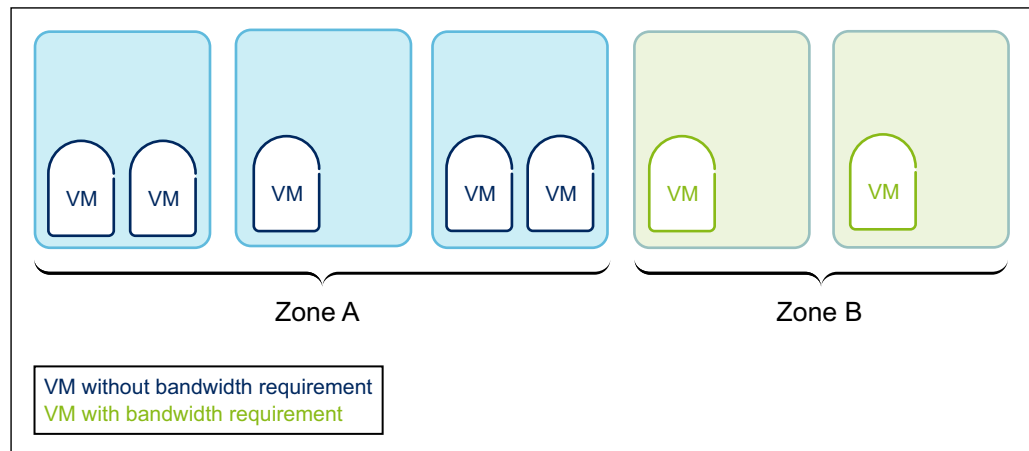 VM VM VM VM VM VM VM
Zone A Zone B
VM without bandwidth requirement
VM with bandwidth requirement